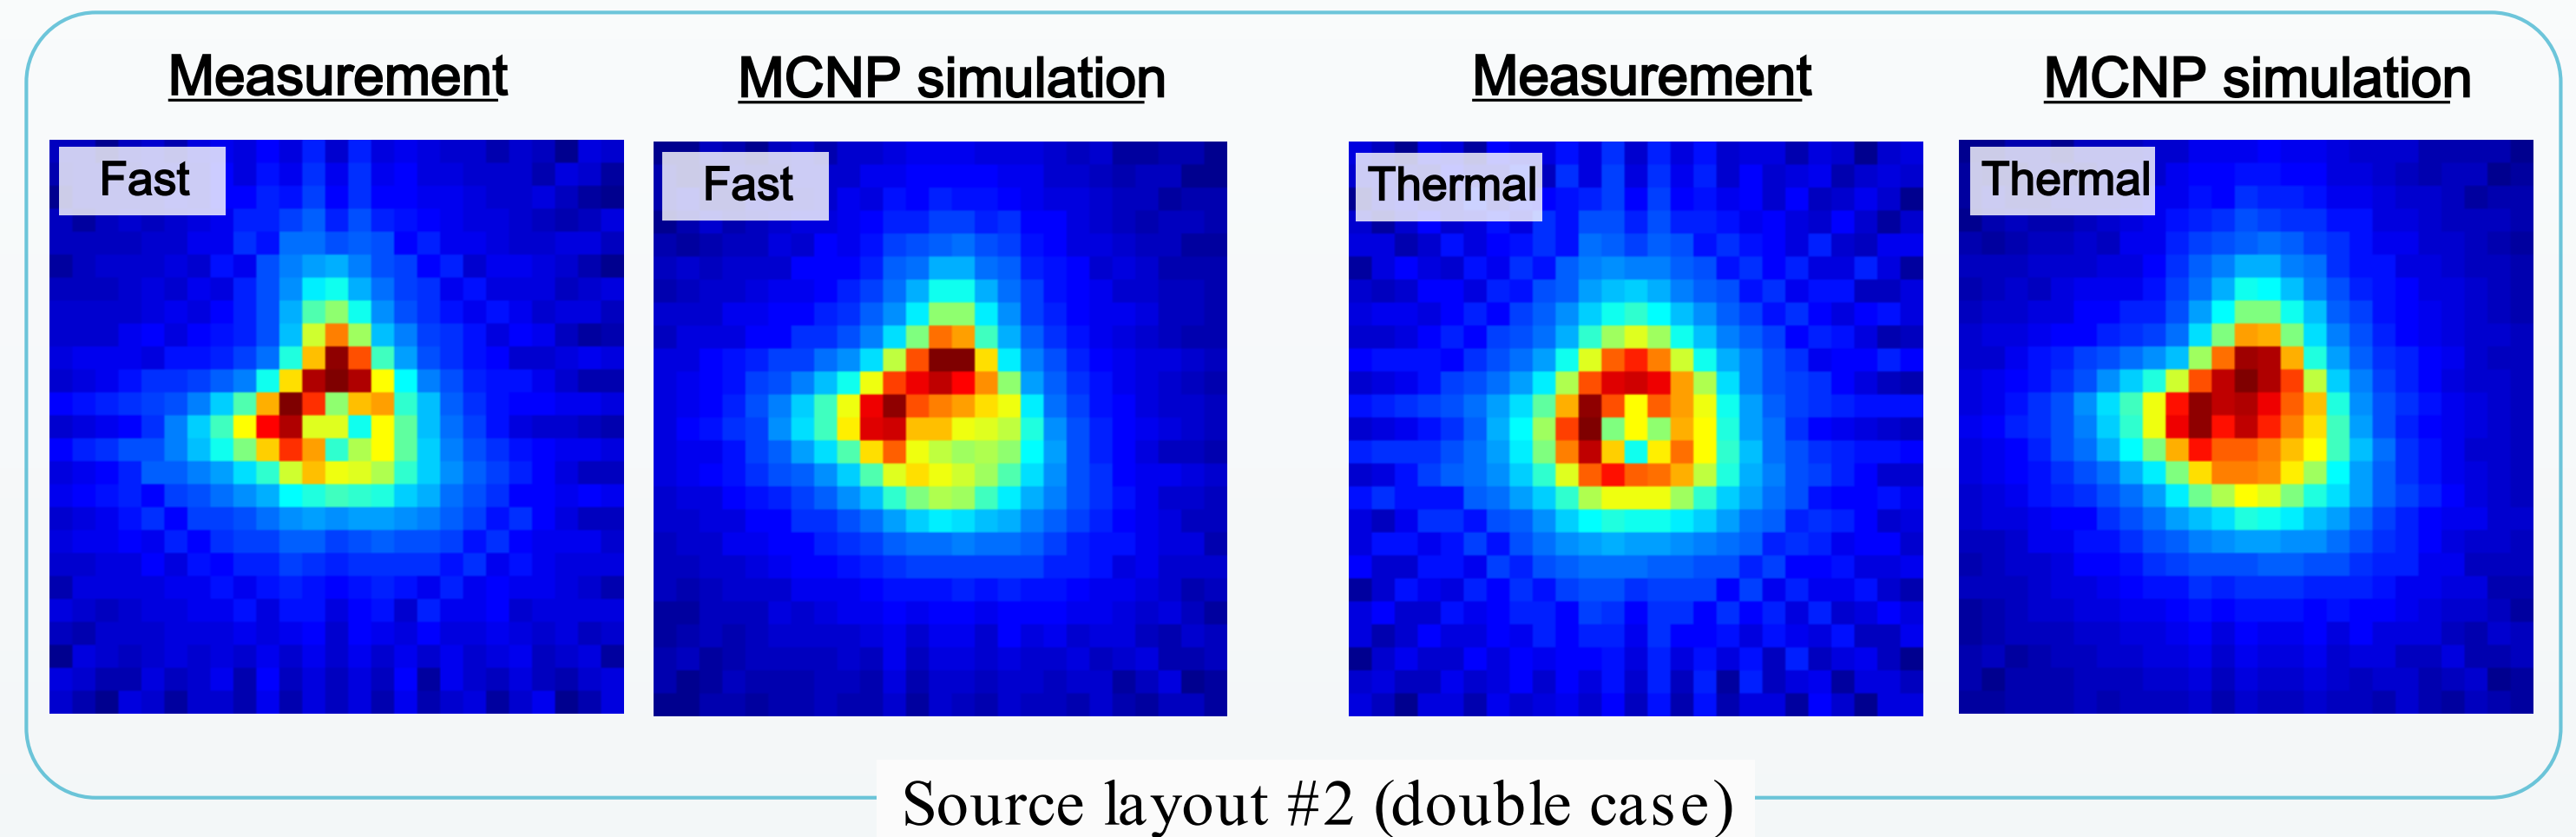 Measurement
MCNP simulation
Measurement
MCNP simulation
Fast
Fast
Thermal
Thermal
Source layout #2 (double case)